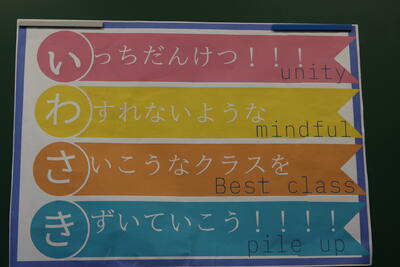 いっちだんけつ！！！
unity
わすれないような
mindful
さいこうなクラスを
Best class
きずいていこう！！！！
pile up